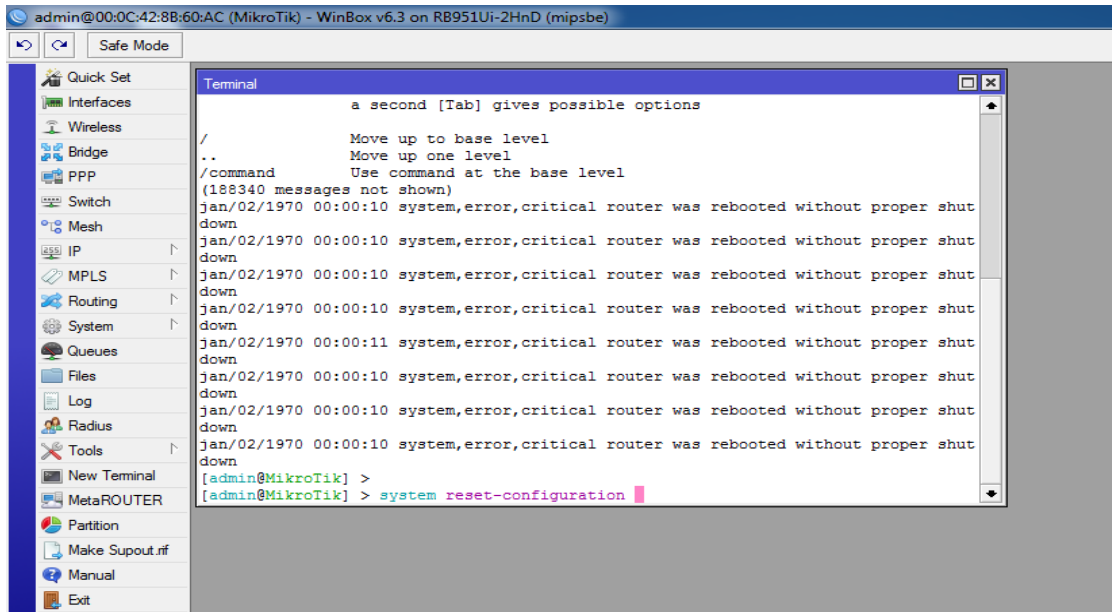 admin@00:0C:42:8B:60:AC (MikroTik) - WinBox v6.3 on RB951Ui-2HnD (mipsbe)
Safe Mode
Quick Set
Interfaces
Wireless
Bridge
PPP
Switch
Mesh
255 IP
MPLS
Routing
System
Queues
Files
Log
Radius
Tools
New Terminal
MetaROUTER
Partition
Make Supout.rif
Manual
Exit
Terminal
a second [Tab] gives possible options
/ Move up to base level
.. Move up one level
/command Use command at the base level
(188340 messages not shown)
jan/02/1970 00:00:10 system,error,critical router was rebooted without proper shut
down
jan/02/1970 00:00:10 system,error,critical router was rebooted without proper shut
down
jan/02/1970 00:00:10 system,error,critical router was rebooted without proper shut
down
jan/02/1970 00:00:10 system,error,critical router was rebooted without proper shut
down
jan/02/1970 00:00:11 system,error,critical router was rebooted without proper shut
down
jan/02/1970 00:00:10 system,error,critical router was rebooted without proper shut
down
jan/02/1970 00:00:10 system,error,critical router was rebooted without proper shut
down
jan/02/1970 00:00:10 system,error,critical router was rebooted without proper shut
down
[admin@MikroTik] >
[admin@MikroTik] > system reset-configuration